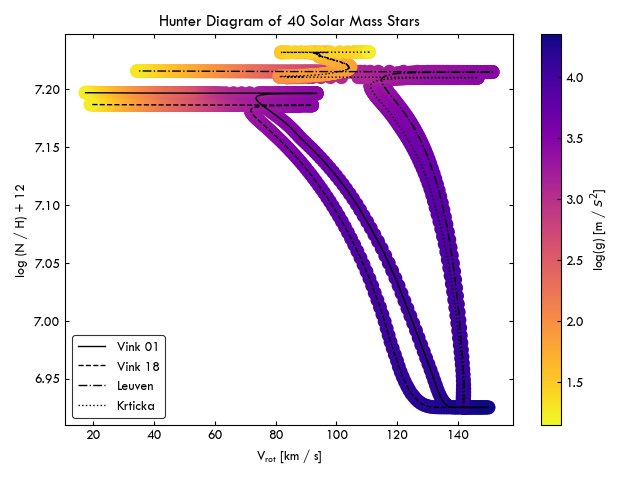 Hunter Diagram of 40 Solar Mass Stars
log (N / H) + 12
7.20
7.15
7.10
7.05
7.00
6.95
Vink 01
Vink 18
Leuven
Krticka
20 40 60 80 100 120 140
V_rot [km / s]
4.0
3.5
3.0
2.5
2.0
1.5
log(g) [m / s²]